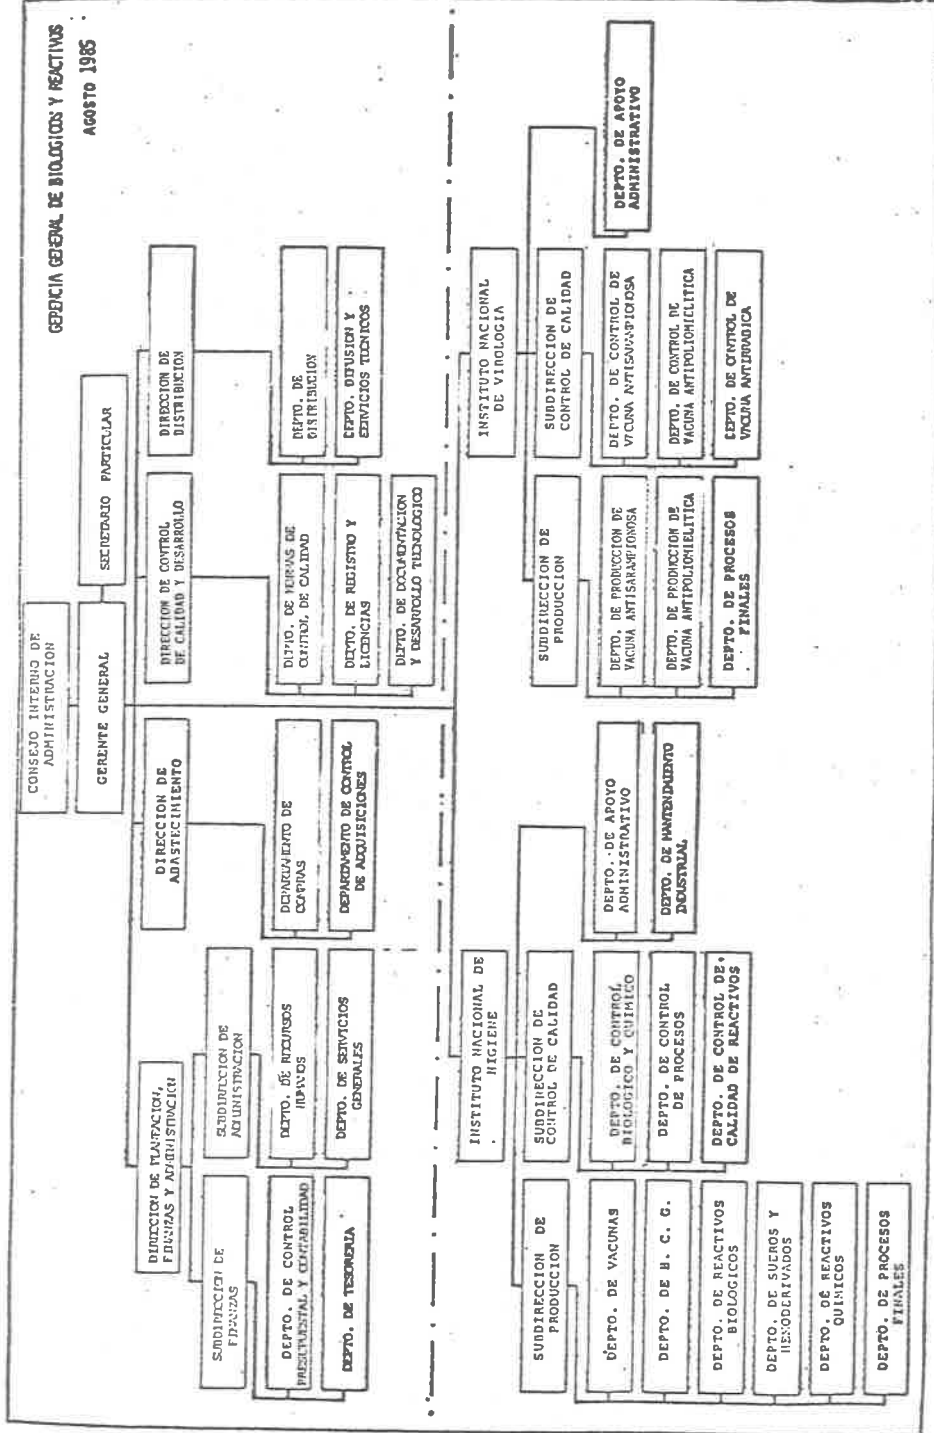 GERENCIA GENERAL DE BIOLOGICOS Y REACTIVOS
AGOSTO 1985
CONSEJO INTERNO DE
ADMINISTRACION
GERENTE GENERAL
SECRETARIO PARTICULAR
DIRECCION DE PLANEACION,
FINANZAS Y ADMINISTRACION
DIRECCION DE
ABASTECIMIENTO
DIRECCION DE CONTROL
DE CALIDAD Y DESARROLLO
DIRECCION DE
DISTRIBUCION
SUBDIRECCION DE
FINANZAS
SUBDIRECCION DE
ADMINISTRACION
DEPTO. DE CONTROL
PRESUPUESTAL Y CONTABILIDAD
DEPTO. DE TESORERIA
DEPTO. DE RECURSOS
HUMANOS
DEPTO. DE SERVICIOS
GENERALES
DEPARTAMENTO DE
COMPRAS
DEPARTAMENTO DE CONTROL
DE ADQUISICIONES
DEPTO. DE NORMAS DE
CONTROL DE CALIDAD
DEPTO. DE REGISTRO Y
LICENCIAS
DEPTO. DE DOCUMENTACION
Y DESARROLLO TECNOLOGICO
DEPTO. DE
DISTRIBUCION
DEPTO. DIFUSION Y
SERVICIOS TECNICOS
INSTITUTO NACIONAL DE
HIGIENE
SUBDIRECCION DE
PRODUCCION
DEPTO. DE VACUNAS
DEPTO. DE B. C. G.
DEPTO. DE REACTIVOS
BIOLOGICOS
DEPTO. DE SUEROS Y
HEMODERIVADOS
DEPTO. DE REACTIVOS
QUIMICOS
DEPTO. DE PROCESOS
FINALES
SUBDIRECCION DE
CONTROL DE CALIDAD
DEPTO. DE CONTROL
BIOLOGICO Y QUIMICO
DEPTO. DE CONTROL
DE PROCESOS
DEPTO. DE CONTROL DE
CALIDAD DE REACTIVOS
DEPTO. DE APOYO
ADMINISTRATIVO
DEPTO. DE MANTENIMIENTO
INDUSTRIAL
INSTITUTO NACIONAL
DE VIROLOGIA
SUBDIRECCION DE
PRODUCCION
DEPTO. DE PRODUCCION DE
VACUNA ANTISARAMPIONOSA
DEPTO. DE PRODUCCION DE
VACUNA ANTIPOLIOMIELITICA
DEPTO. DE PROCESOS
FINALES
SUBDIRECCION DE
CONTROL DE CALIDAD
DEPTO. DE CONTROL DE
VACUNA ANTISARAMPIONOSA
DEPTO. DE CONTROL DE
VACUNA ANTIPOLIOMIELITICA
DEPTO. DE CONTROL DE
VACUNA ANTIRRABICA
DEPTO. DE APOYO
ADMINISTRATIVO